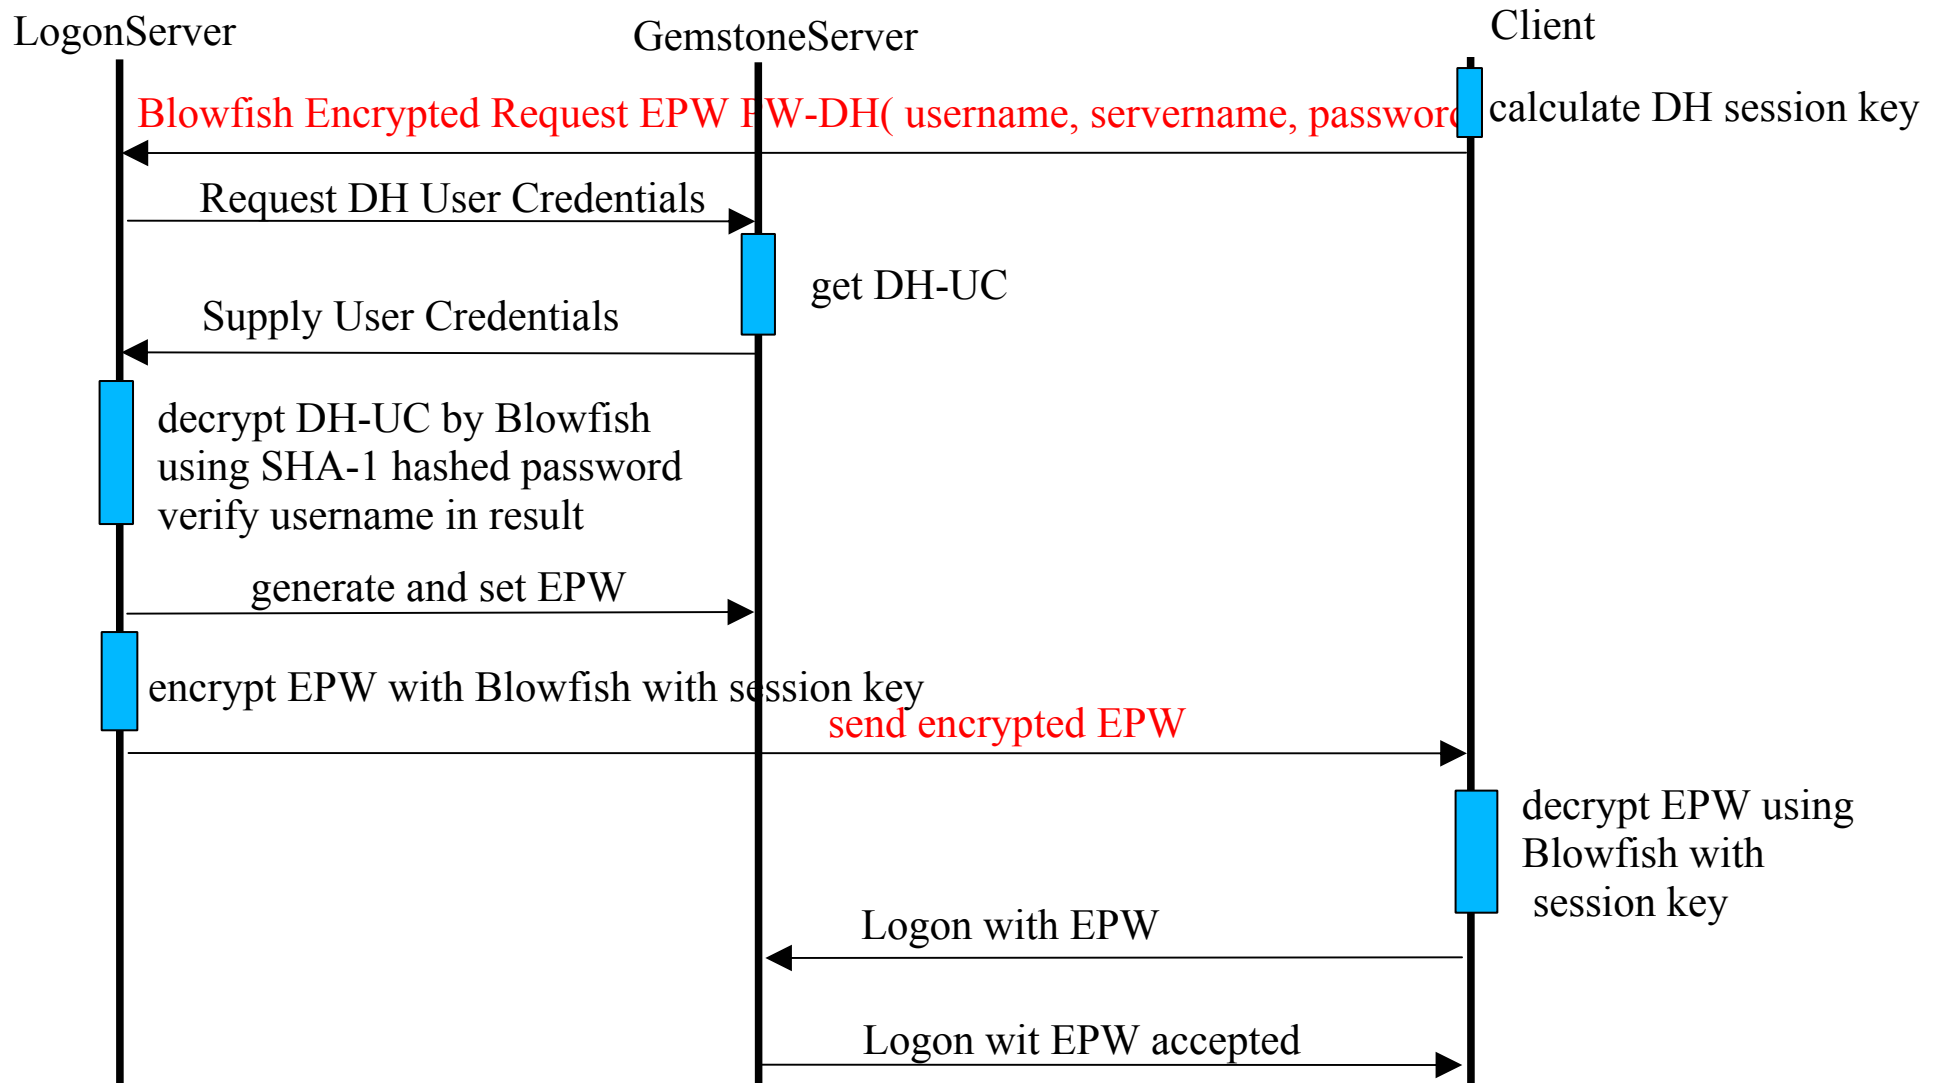 LogonServer
GemstoneServer
Client
Blowfish Encrypted Request EPW PW-DH( username, servername, password
calculate DH session key
Request DH User Credentials
get DH-UC
Supply User Credentials
decrypt DH-UC by Blowfish
using SHA-1 hashed password
verify username in result
generate and set EPW
encrypt EPW with Blowfish with session key
send encrypted EPW
decrypt EPW using
Blowfish with
session key
Logon with EPW
Logon wit EPW accepted